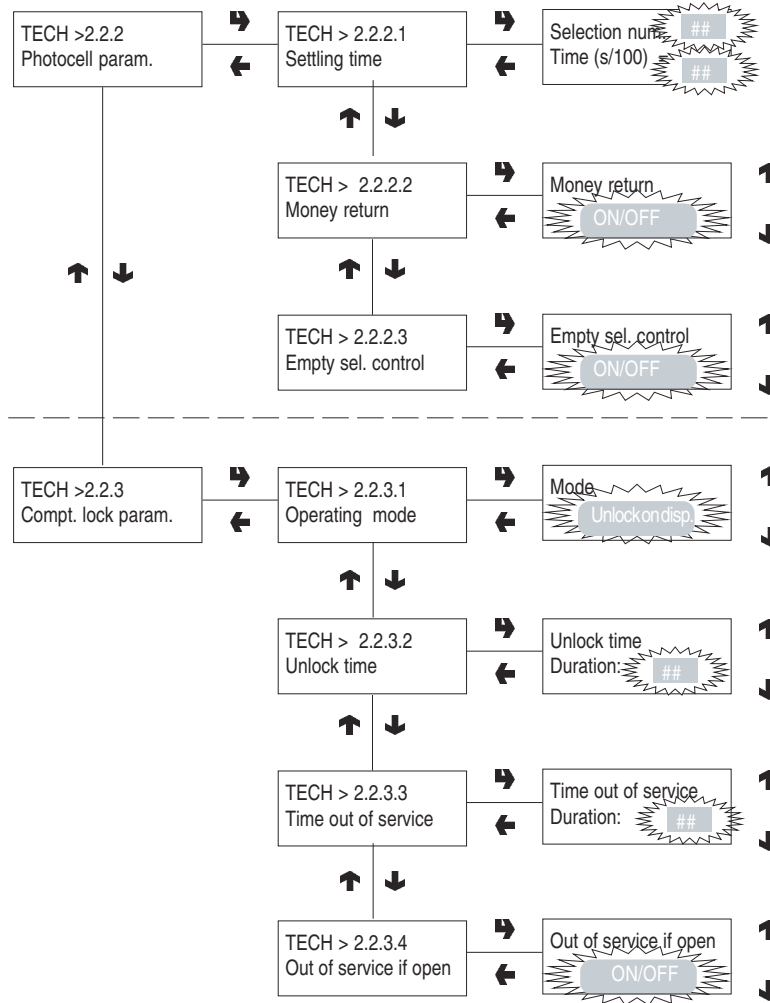 TECH >2.2.2
Photocell param.
TECH > 2.2.2.1
Settling time
Selection num. ##
Time (s/100) - ##
TECH >  2.2.2.2
Money return
Money return
ON/OFF
TECH > 2.2.2.3
Empty sel. control
Empty sel. control
ON/OFF
TECH >2.2.3
Compt. lock param.
TECH > 2.2.3.1
Operating  mode
Mode
Unlock on disp.
TECH >  2.2.3.2
Unlock time
Unlock time
Duration: ##
TECH > 2.2.3.3
Time out of service
Time out of service
Duration: ##
TECH > 2.2.3.4
Out of service if open
Out of service if open
ON/OFF